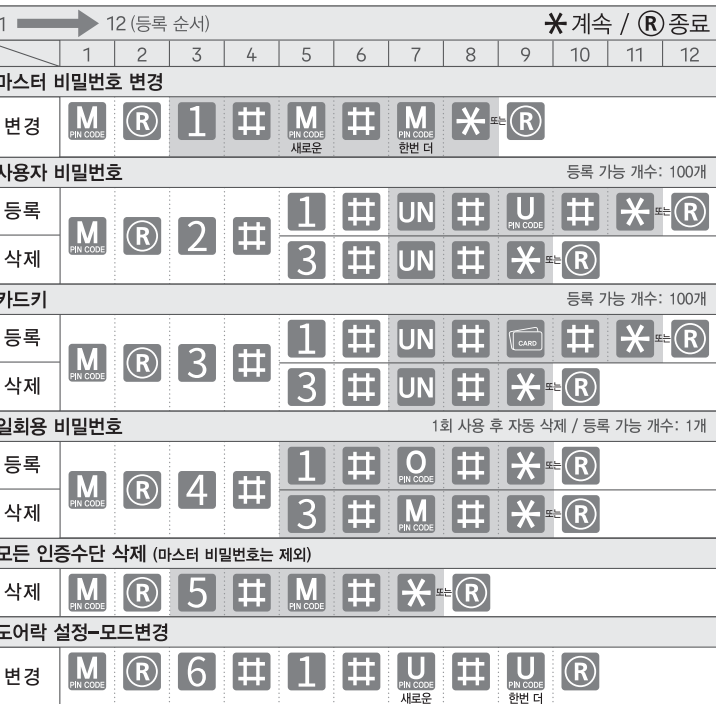 1 12 (등록 순서) * 계속 / Ⓡ 종료
1 2 3 4 5 6 7 8 9 10 11 12
마스터 비밀번호 변경
변경 M PIN CODE Ⓡ 1 # M PIN CODE 새로운 # M PIN CODE 한번 더 * 또는 Ⓡ
사용자 비밀번호 등록 가능 개수: 100개
등록 M PIN CODE Ⓡ 2 # 1 # UN # U PIN CODE # * 또는 Ⓡ
삭제 3 # UN # * 또는 Ⓡ
카드키 등록 가능 개수: 100개
등록 M PIN CODE Ⓡ 3 # 1 # UN # CARD # * 또는 Ⓡ
삭제 3 # UN # * 또는 Ⓡ
일회용 비밀번호 1회 사용 후 자동 삭제 / 등록 가능 개수: 1개
등록 M PIN CODE Ⓡ 4 # 1 # O PIN CODE # * 또는 Ⓡ
삭제 3 # M PIN CODE # * 또는 Ⓡ
모든 인증수단 삭제 (마스터 비밀번호는 제외)
삭제 M PIN CODE Ⓡ 5 # M PIN CODE # * 또는 Ⓡ
도어락 설정-모드변경
변경 M PIN CODE Ⓡ 6 # 1 # U PIN CODE 새로운 # U PIN CODE 한번 더 Ⓡ